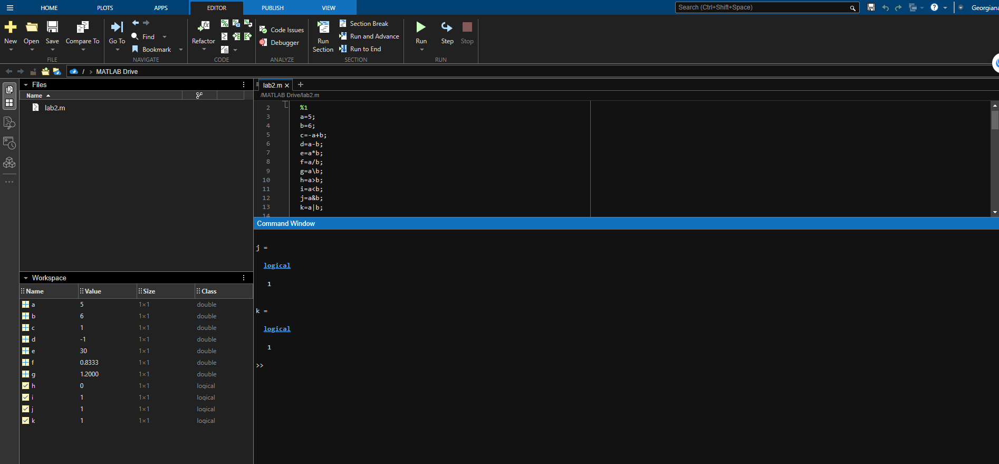 HOME PLOTS APPS EDITOR PUBLISH VIEW Search (Ctrl+Shift+Space) Georgiana
New Open Save Compare To
FILE
Go To Find Bookmark
NAVIGATE
Refactor
CODE
Code Issues
Debugger
ANALYZE
Run Section
Section Break
Run and Advance
Run to End
SECTION
Run Step Stop
RUN
/ > MATLAB Drive
Files
Name
lab2.m
Workspace
Name Value Size Class
a 5 1×1 double
b 6 1×1 double
c 1 1×1 double
d -1 1×1 double
e 30 1×1 double
f 0.8333 1×1 double
g 1.2000 1×1 double
h 0 1×1 logical
i 1 1×1 logical
j 1 1×1 logical
k 1 1×1 logical
lab2.m
/MATLAB Drive/lab2.m
2 %1
3 a=5;
4 b=6;
5 c=-a+b;
6 d=a-b;
7 e=a*b;
8 f=a/b;
9 g=a\b;
10 h=a>b;
11 i=a<b;
12 j=a&b;
13 k=a|b;
14
Command Window
j =
logical
1
k =
logical
1
>>